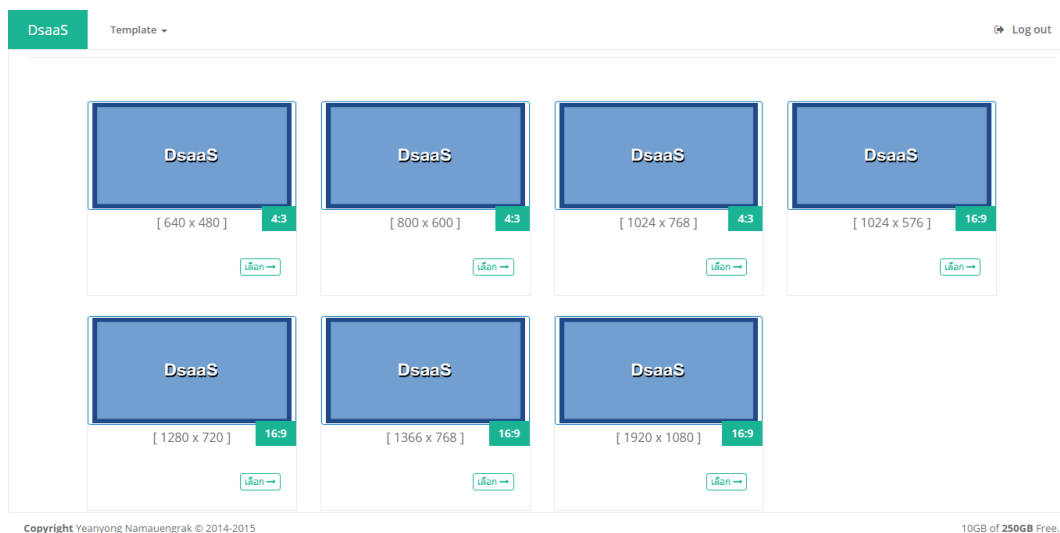 DsaaS Template Log out
DsaaS DsaaS DsaaS DsaaS
[ 640 x 480 ] 4:3 [ 800 x 600 ] 4:3 [ 1024 x 768 ] 4:3 [ 1024 x 576 ] 16:9
เลือก → เลือก → เลือก → เลือก →
DsaaS DsaaS DsaaS
[ 1280 x 720 ] 16:9 [ 1366 x 768 ] 16:9 [ 1920 x 1080 ] 16:9
เลือก → เลือก → เลือก →
Copyright Yeanyong Namauengrak © 2014-2015 10GB of 250GB Free.